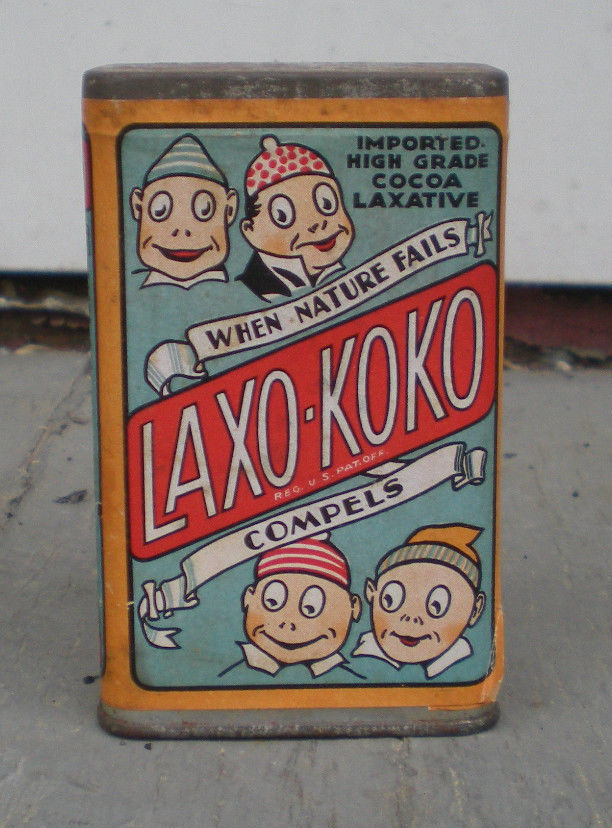 IMPORTED.
HIGH GRADE
COCOA
LAXATIVE
WHEN NATURE FAILS
LAXO-KOKO
REG. U.S. PAT. OFF.
COMPELS